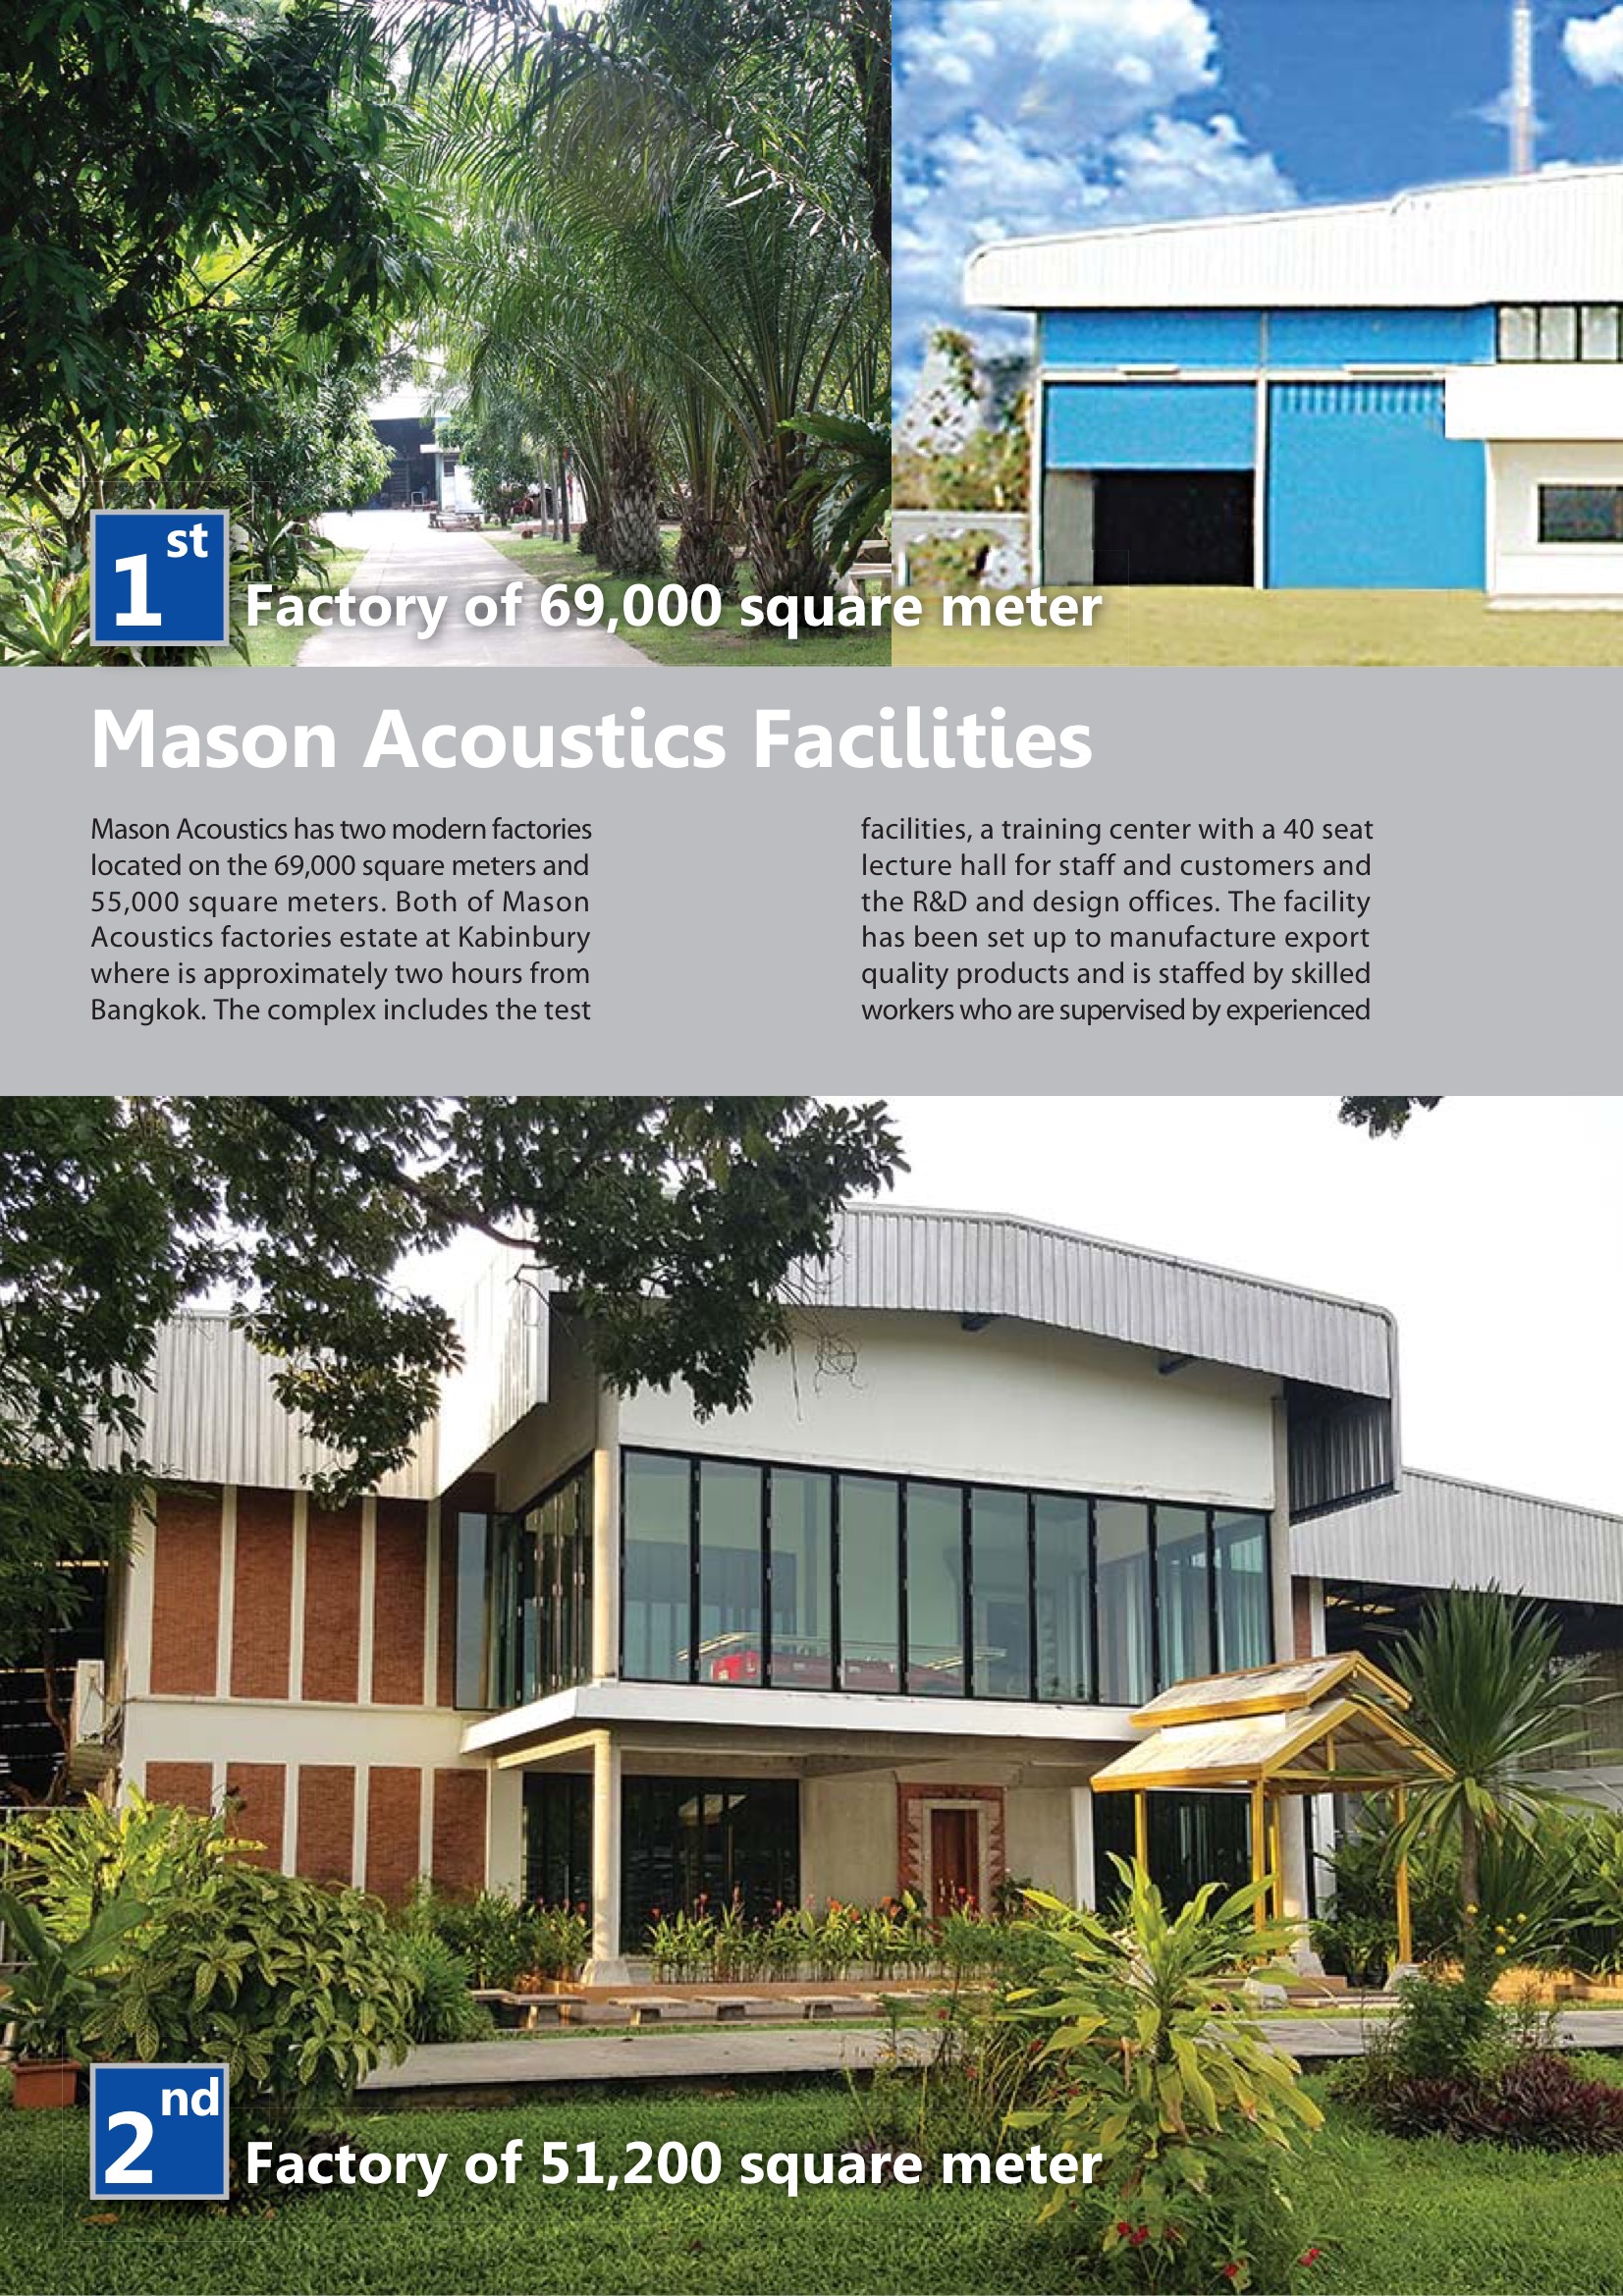 1st
Factory of 69,000 square meter
Mason Acoustics Facilities
Mason Acoustics has two modern factories
located on the 69,000 square meters and
55,000 square meters. Both of Mason
Acoustics factories estate at Kabinbury
where is approximately two hours from
Bangkok. The complex includes the test
facilities, a training center with a 40 seat
lecture hall for staff and customers and
the R&D and design offices. The facility
has been set up to manufacture export
quality products and is staffed by skilled
workers who are supervised by experienced
2nd
Factory of 51,200 square meter